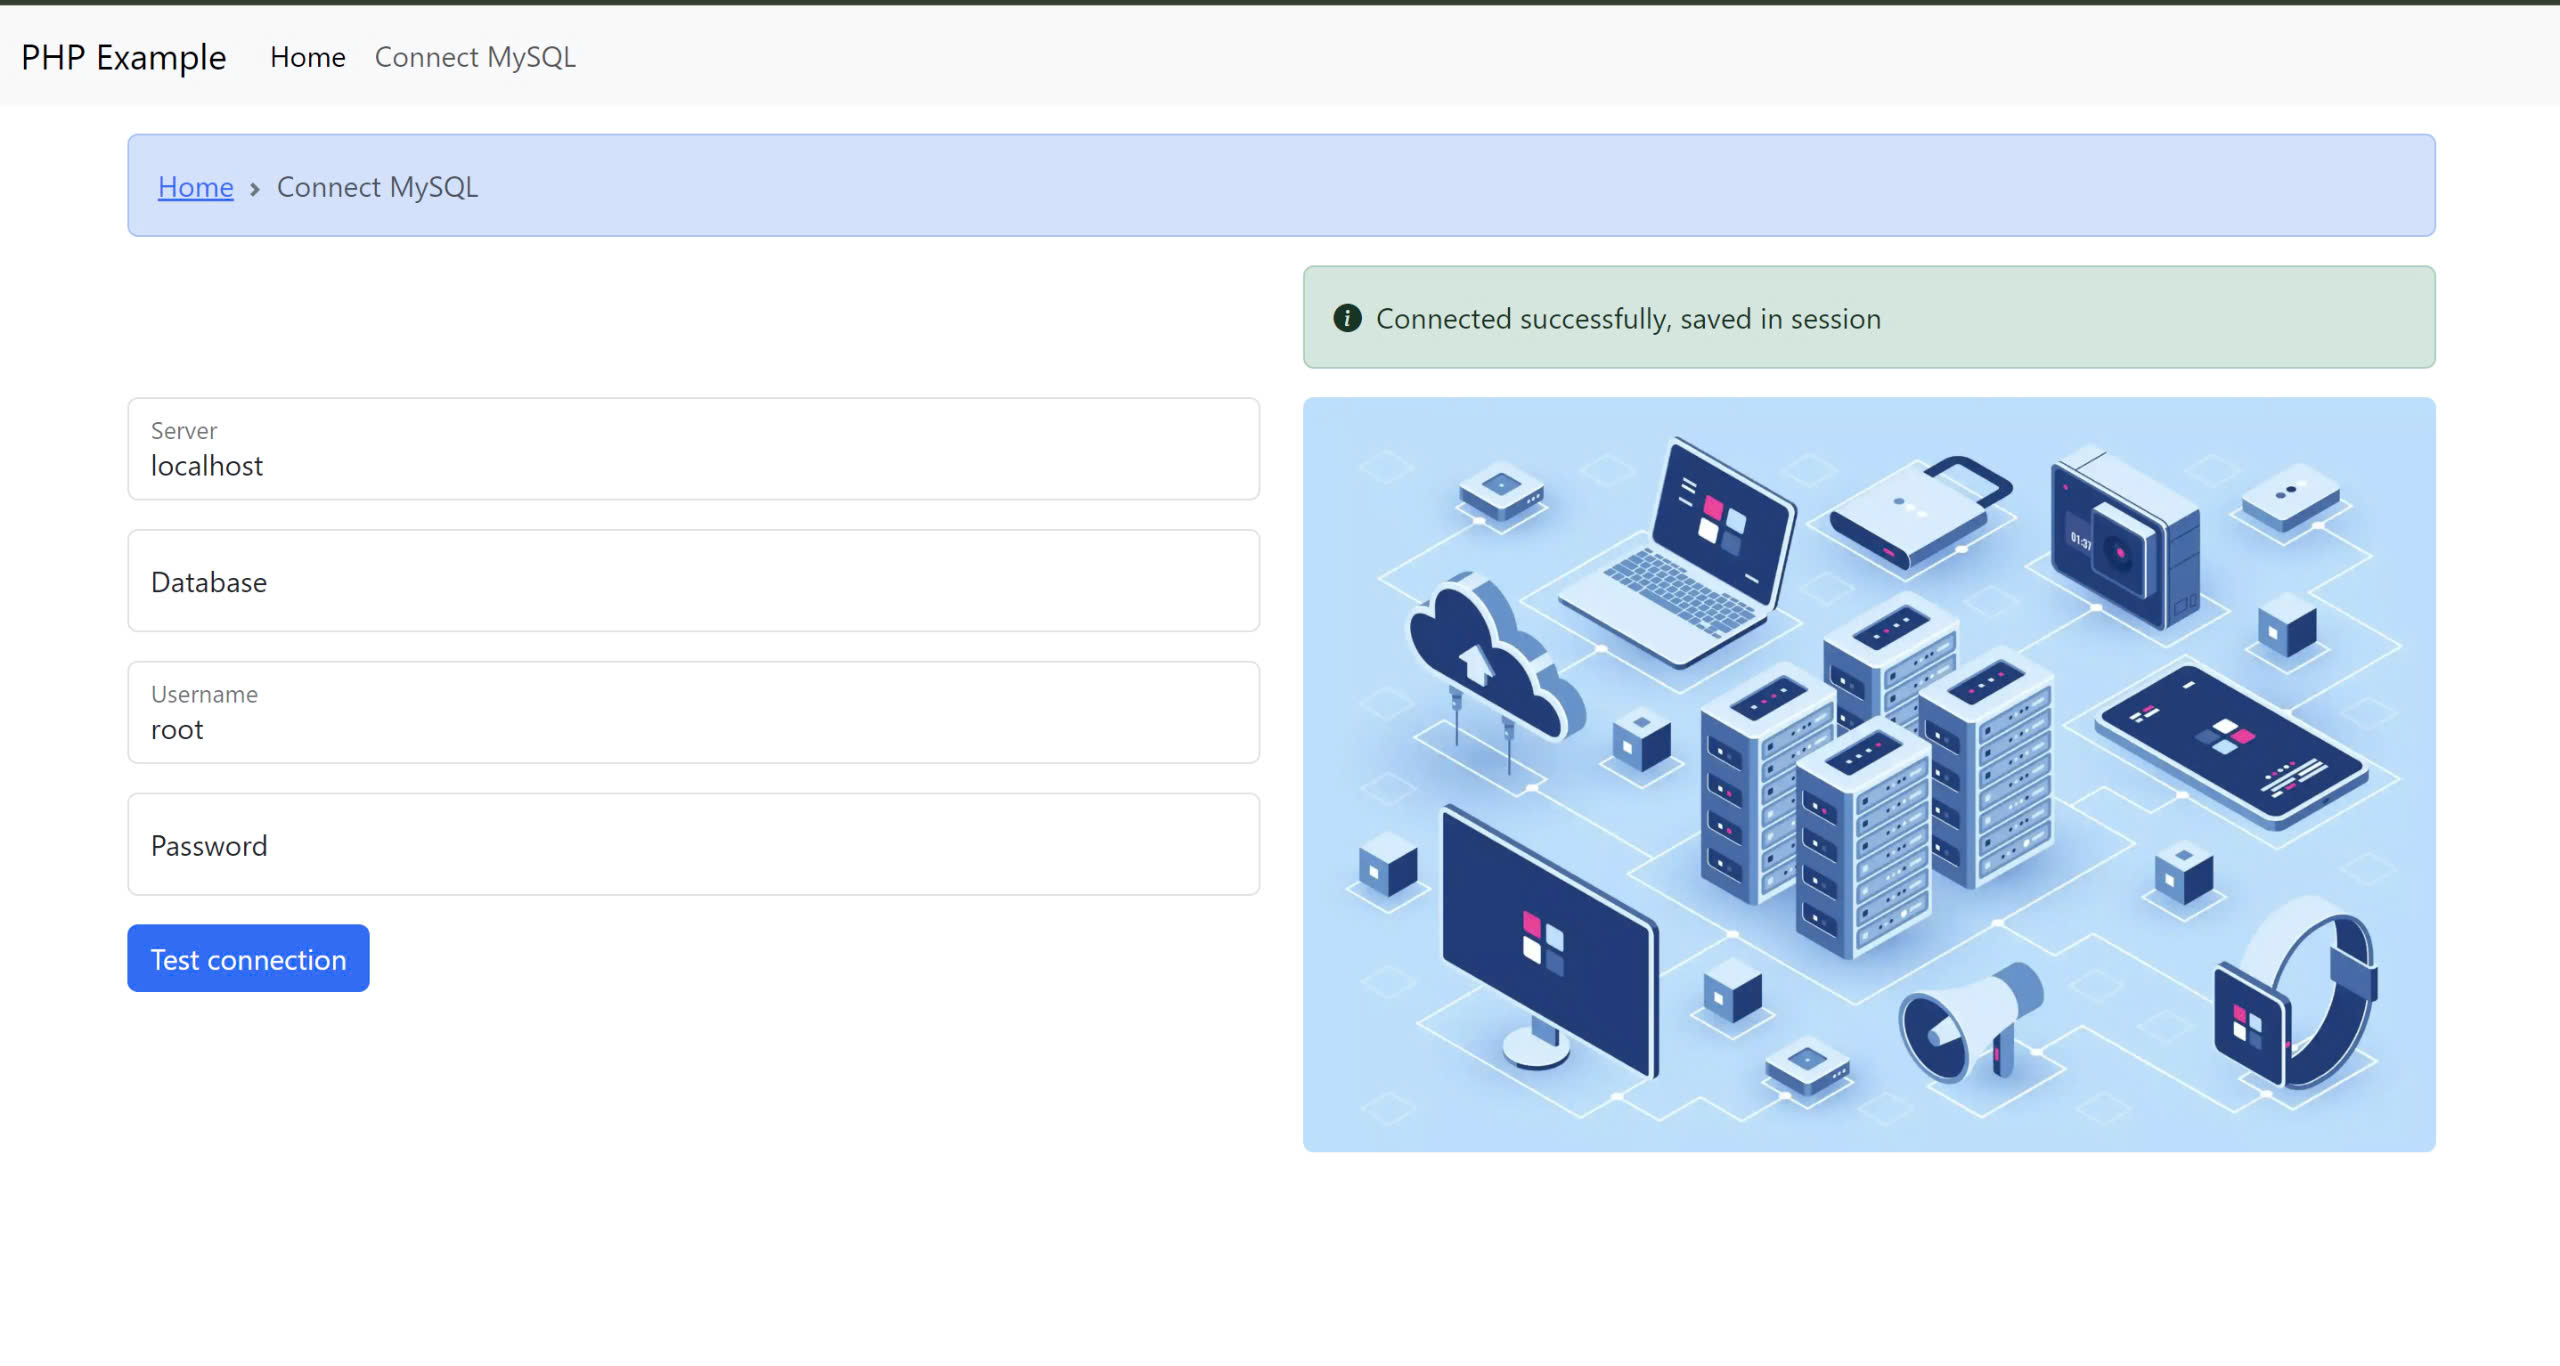 PHP Example Home Connect MySQL
Home › Connect MySQL
Connected successfully, saved in session
Server
localhost
Database
Username
root
Password
Test connection
01:37